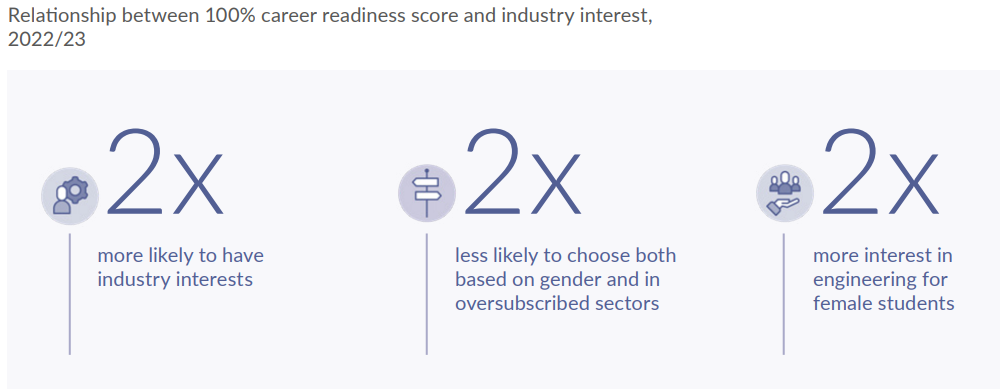 Relationship between 100% career readiness score and industry interest,
2022/23
2x
more likely to have
industry interests
2x
less likely to choose both
based on gender and in
oversubscribed sectors
2x
more interest in
engineering for
female students